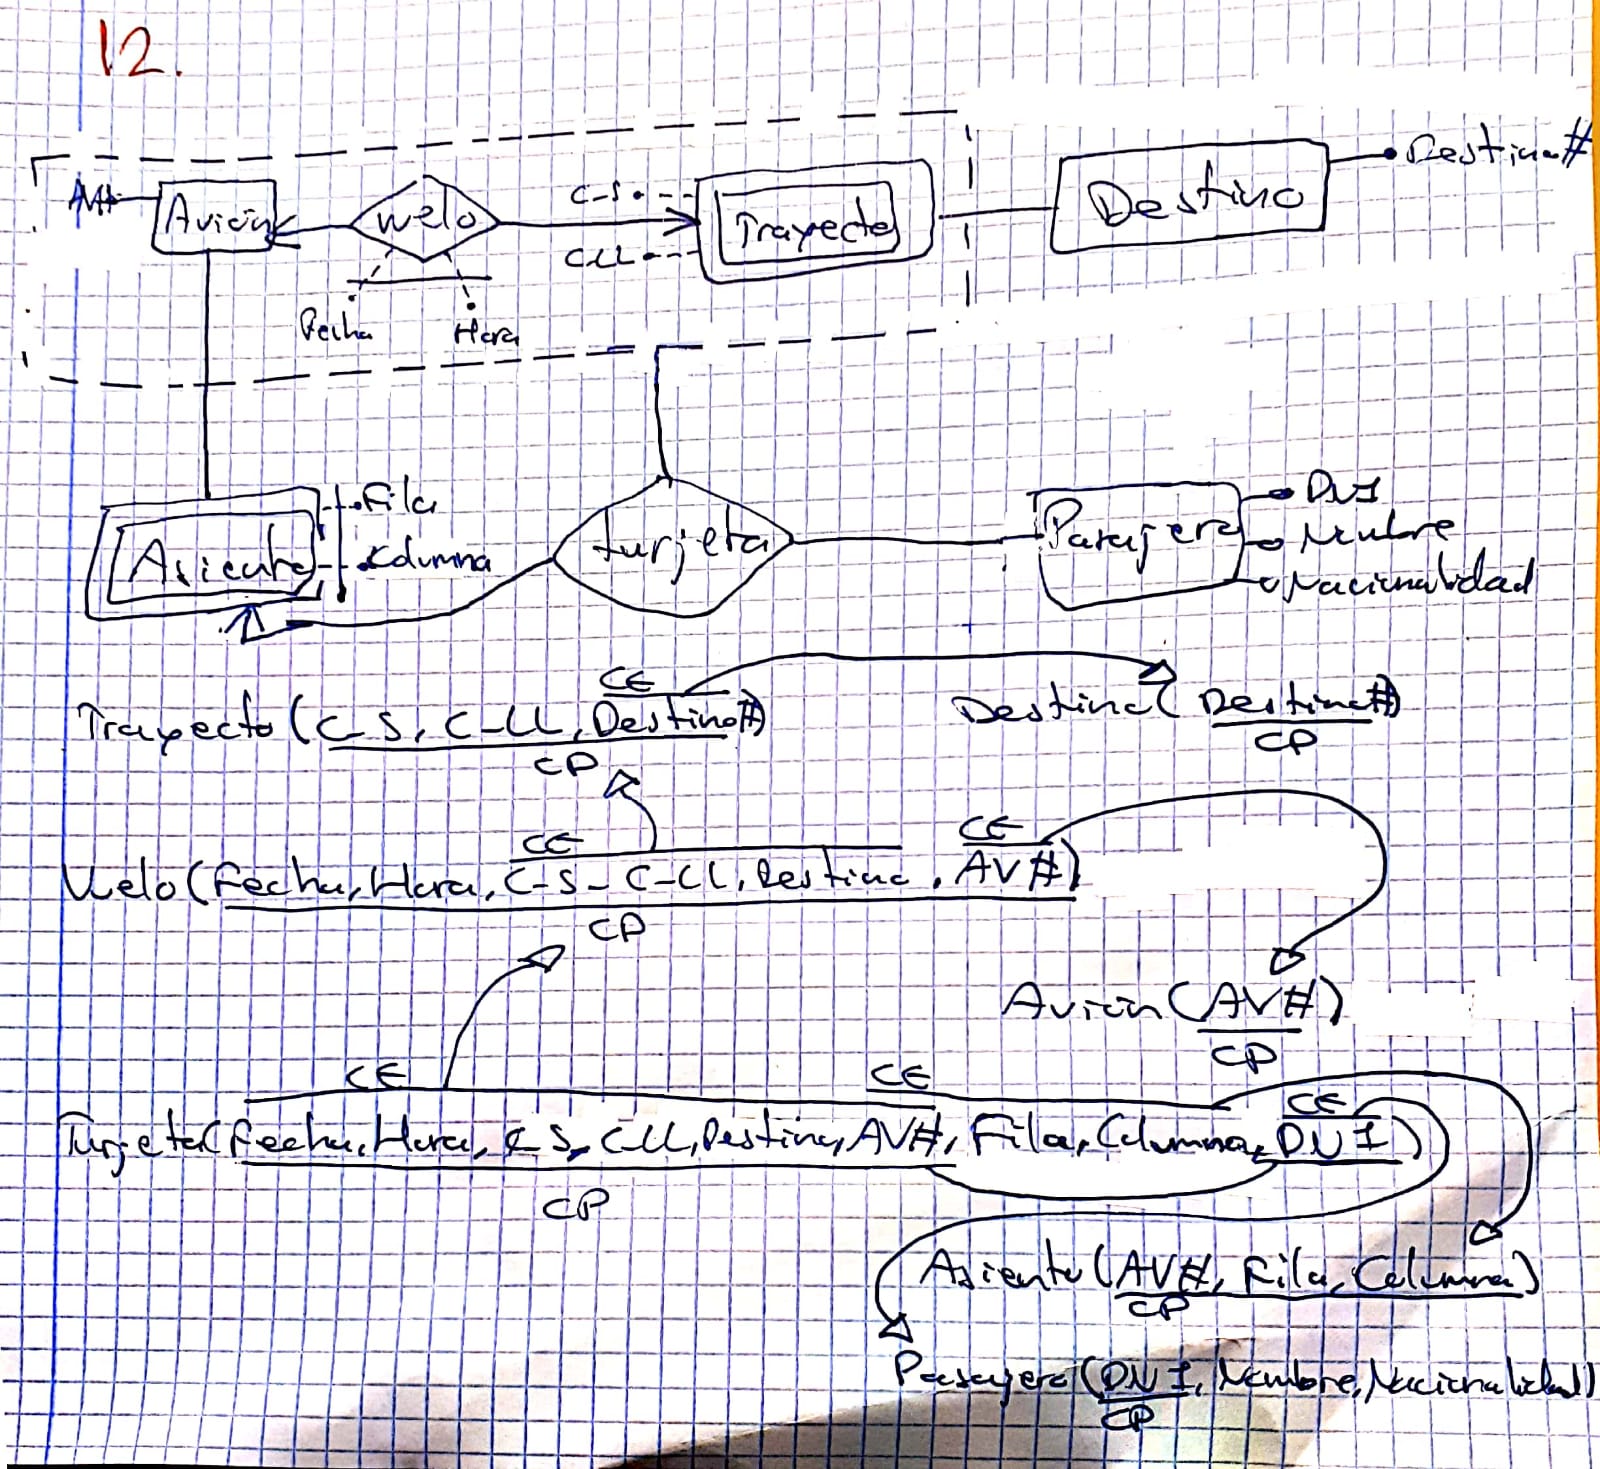 12.
AV# Avión Vuelo C-S Trayecto Destino Destino#
C-LL
Fecha Hora
Asiento Fila Columna tarjeta Pasajero DNI
Nombre
Nacionalidad
CE
Trayecto (C-S, C-LL, Destino#) Destino (Destino#)
CP CP
CE CE
Vuelo (Fecha, Hora, C-S - C-LL, Destino, AV#)
CP
Avión (AV#)
CP
CE CE CE
Tarjeta (Fecha, Hora, C-S, C-LL, Destino, AV#, Fila, Columna, DNI)
CP
Asiento (AV#, Fila, Columna)
CP
Pasajero (DNI, Nombre, Nacionalidad)
CP